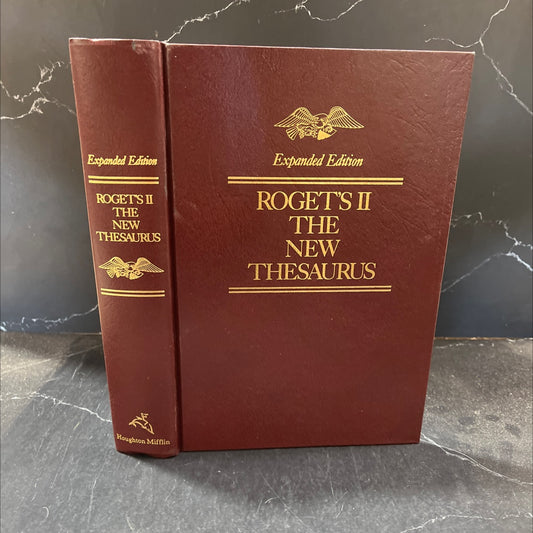 Expanded Edition
ROGET'S II
THE
NEW
THESAURUS
Houghton Mifflin
Expanded Edition
ROGET'S II
THE
NEW
THESAURUS